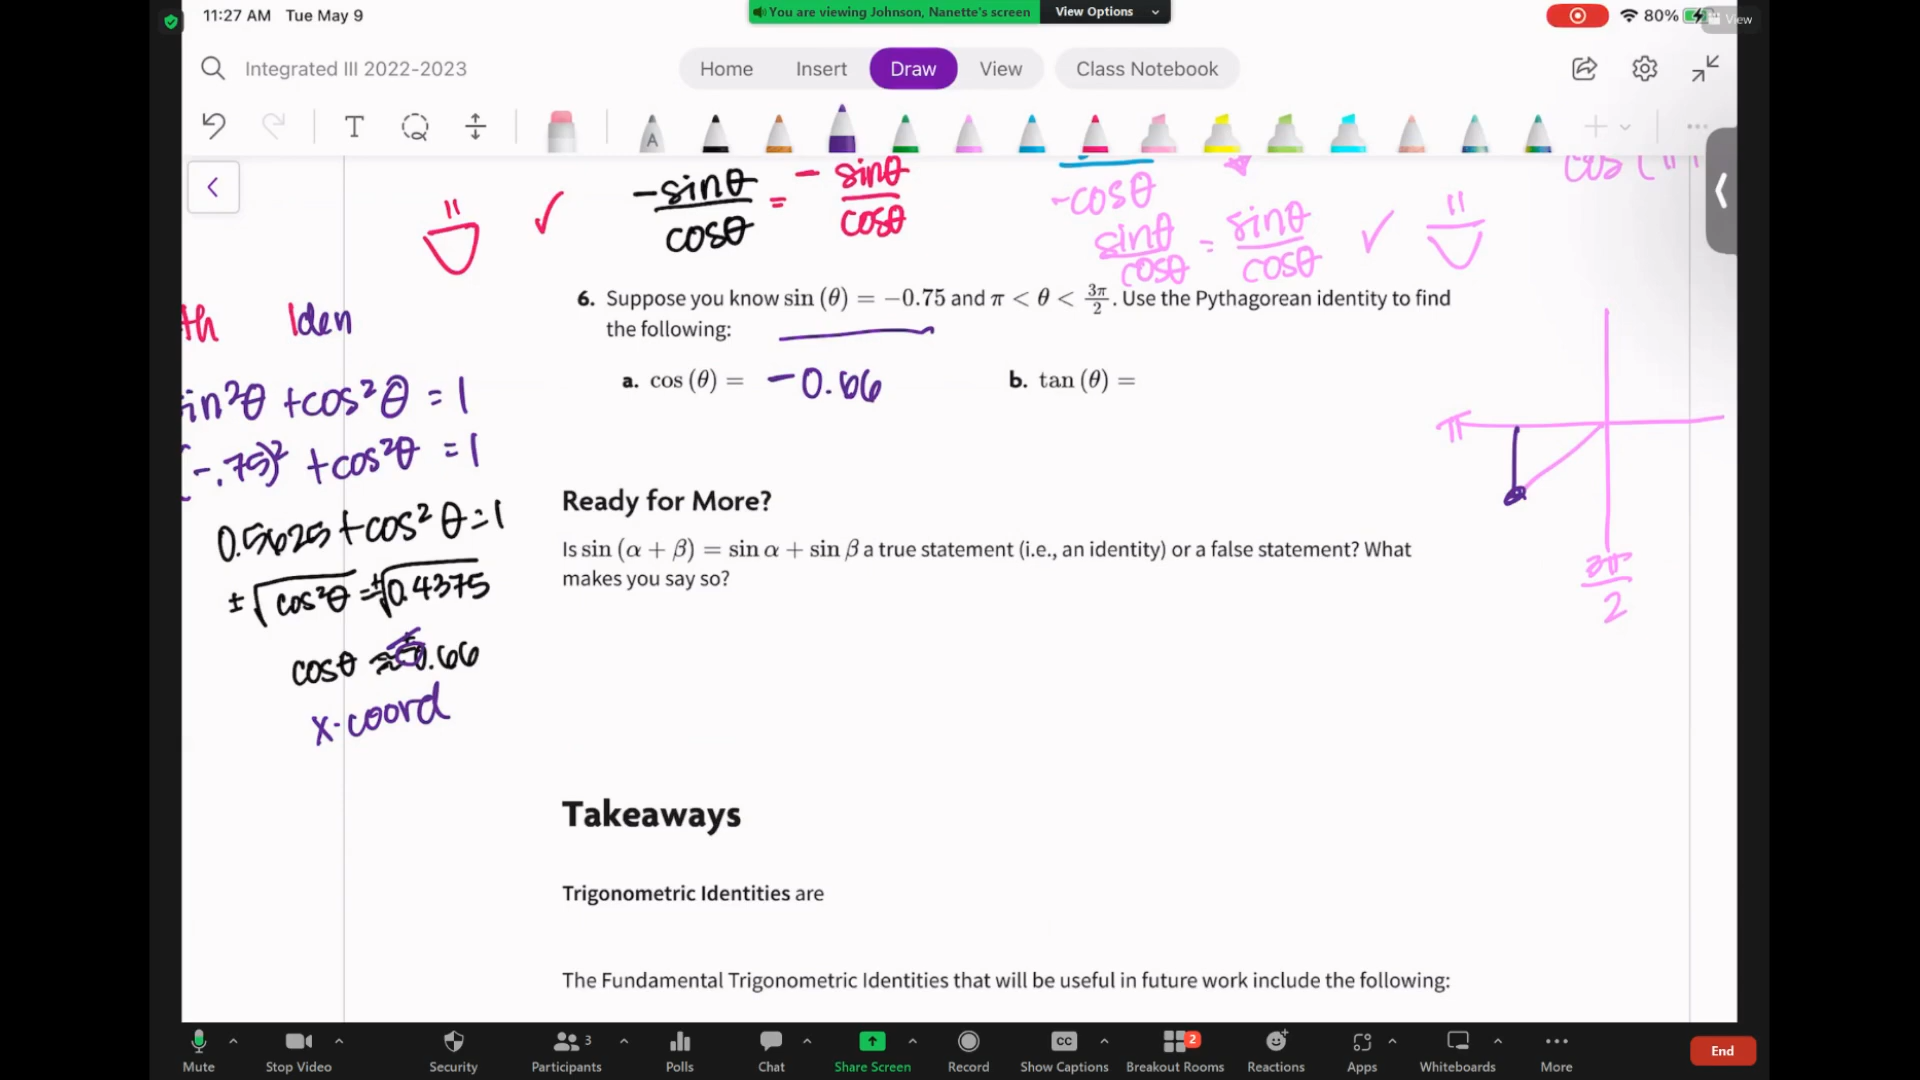 11:27 AM Tue May 9
You are viewing Johnson, Nanette's screen View Options
80% View
Integrated III 2022-2023 Home Insert Draw View Class Notebook
T A
-sinθ/cosθ = - sinθ/cosθ ✓
-cosθ
sinθ/cosθ = sinθ/cosθ ✓
6. Suppose you know sin (θ) = −0.75 and π < θ < 3π/2. Use the Pythagorean identity to find
the following:
a. cos (θ) = -0.66 b. tan (θ) =
th Iden
in²θ + cos²θ = 1
(-.75)² + cos²θ = 1
0.5625 + cos²θ = 1
±√cos²θ = ±√0.4375
cosθ ≈ 0.66
x-coord
π
2
Ready for More?
Is sin (α + β) = sin α + sin β a true statement (i.e., an identity) or a false statement? What
makes you say so?
Takeaways
Trigonometric Identities are
The Fundamental Trigonometric Identities that will be useful in future work include the following:
Mute Stop Video Security Participants 3 Polls Chat Share Screen Record CC Show Captions Breakout Rooms 2 Reactions Apps Whiteboards More End